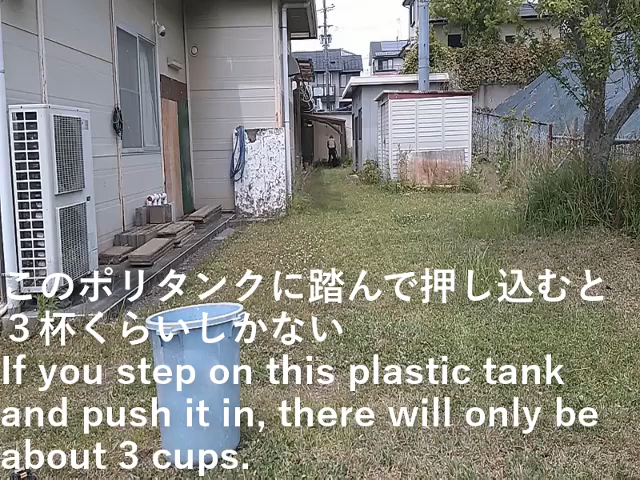 このポリタンクに踏んで押し込むと
３杯くらいしかない
If you step on this plastic tank
and push it in, there will only be
about 3 cups.